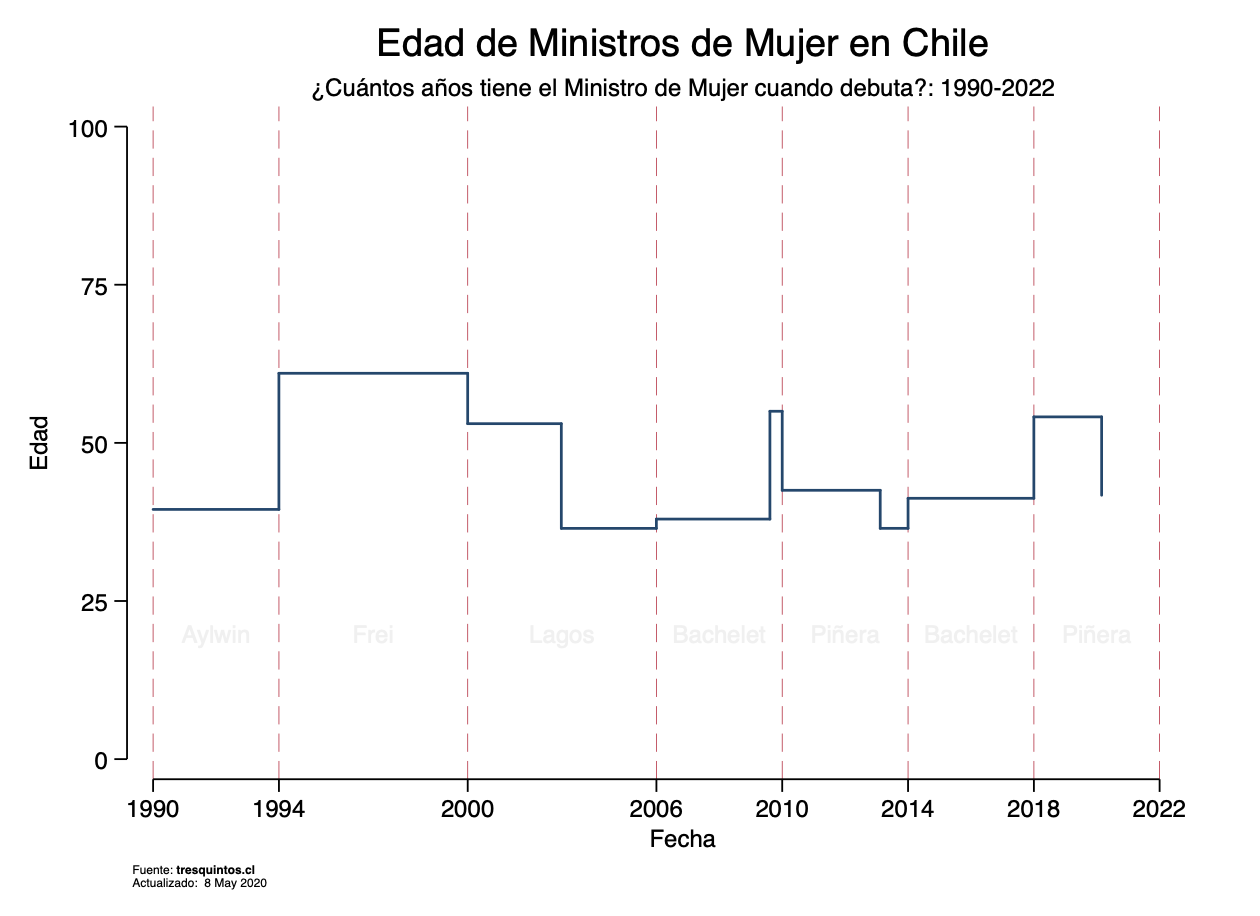 Edad de Ministros de Mujer en Chile
¿Cuántos años tiene el Ministro de Mujer cuando debuta?: 1990-2022
100
75
50
25
0
Edad
Aylwin Frei Lagos Bachelet Piñera Bachelet Piñera
1990 1994 2000 2006 2010 2014 2018 2022
Fecha
Fuente: tresquintos.cl
Actualizado: 8 May 2020